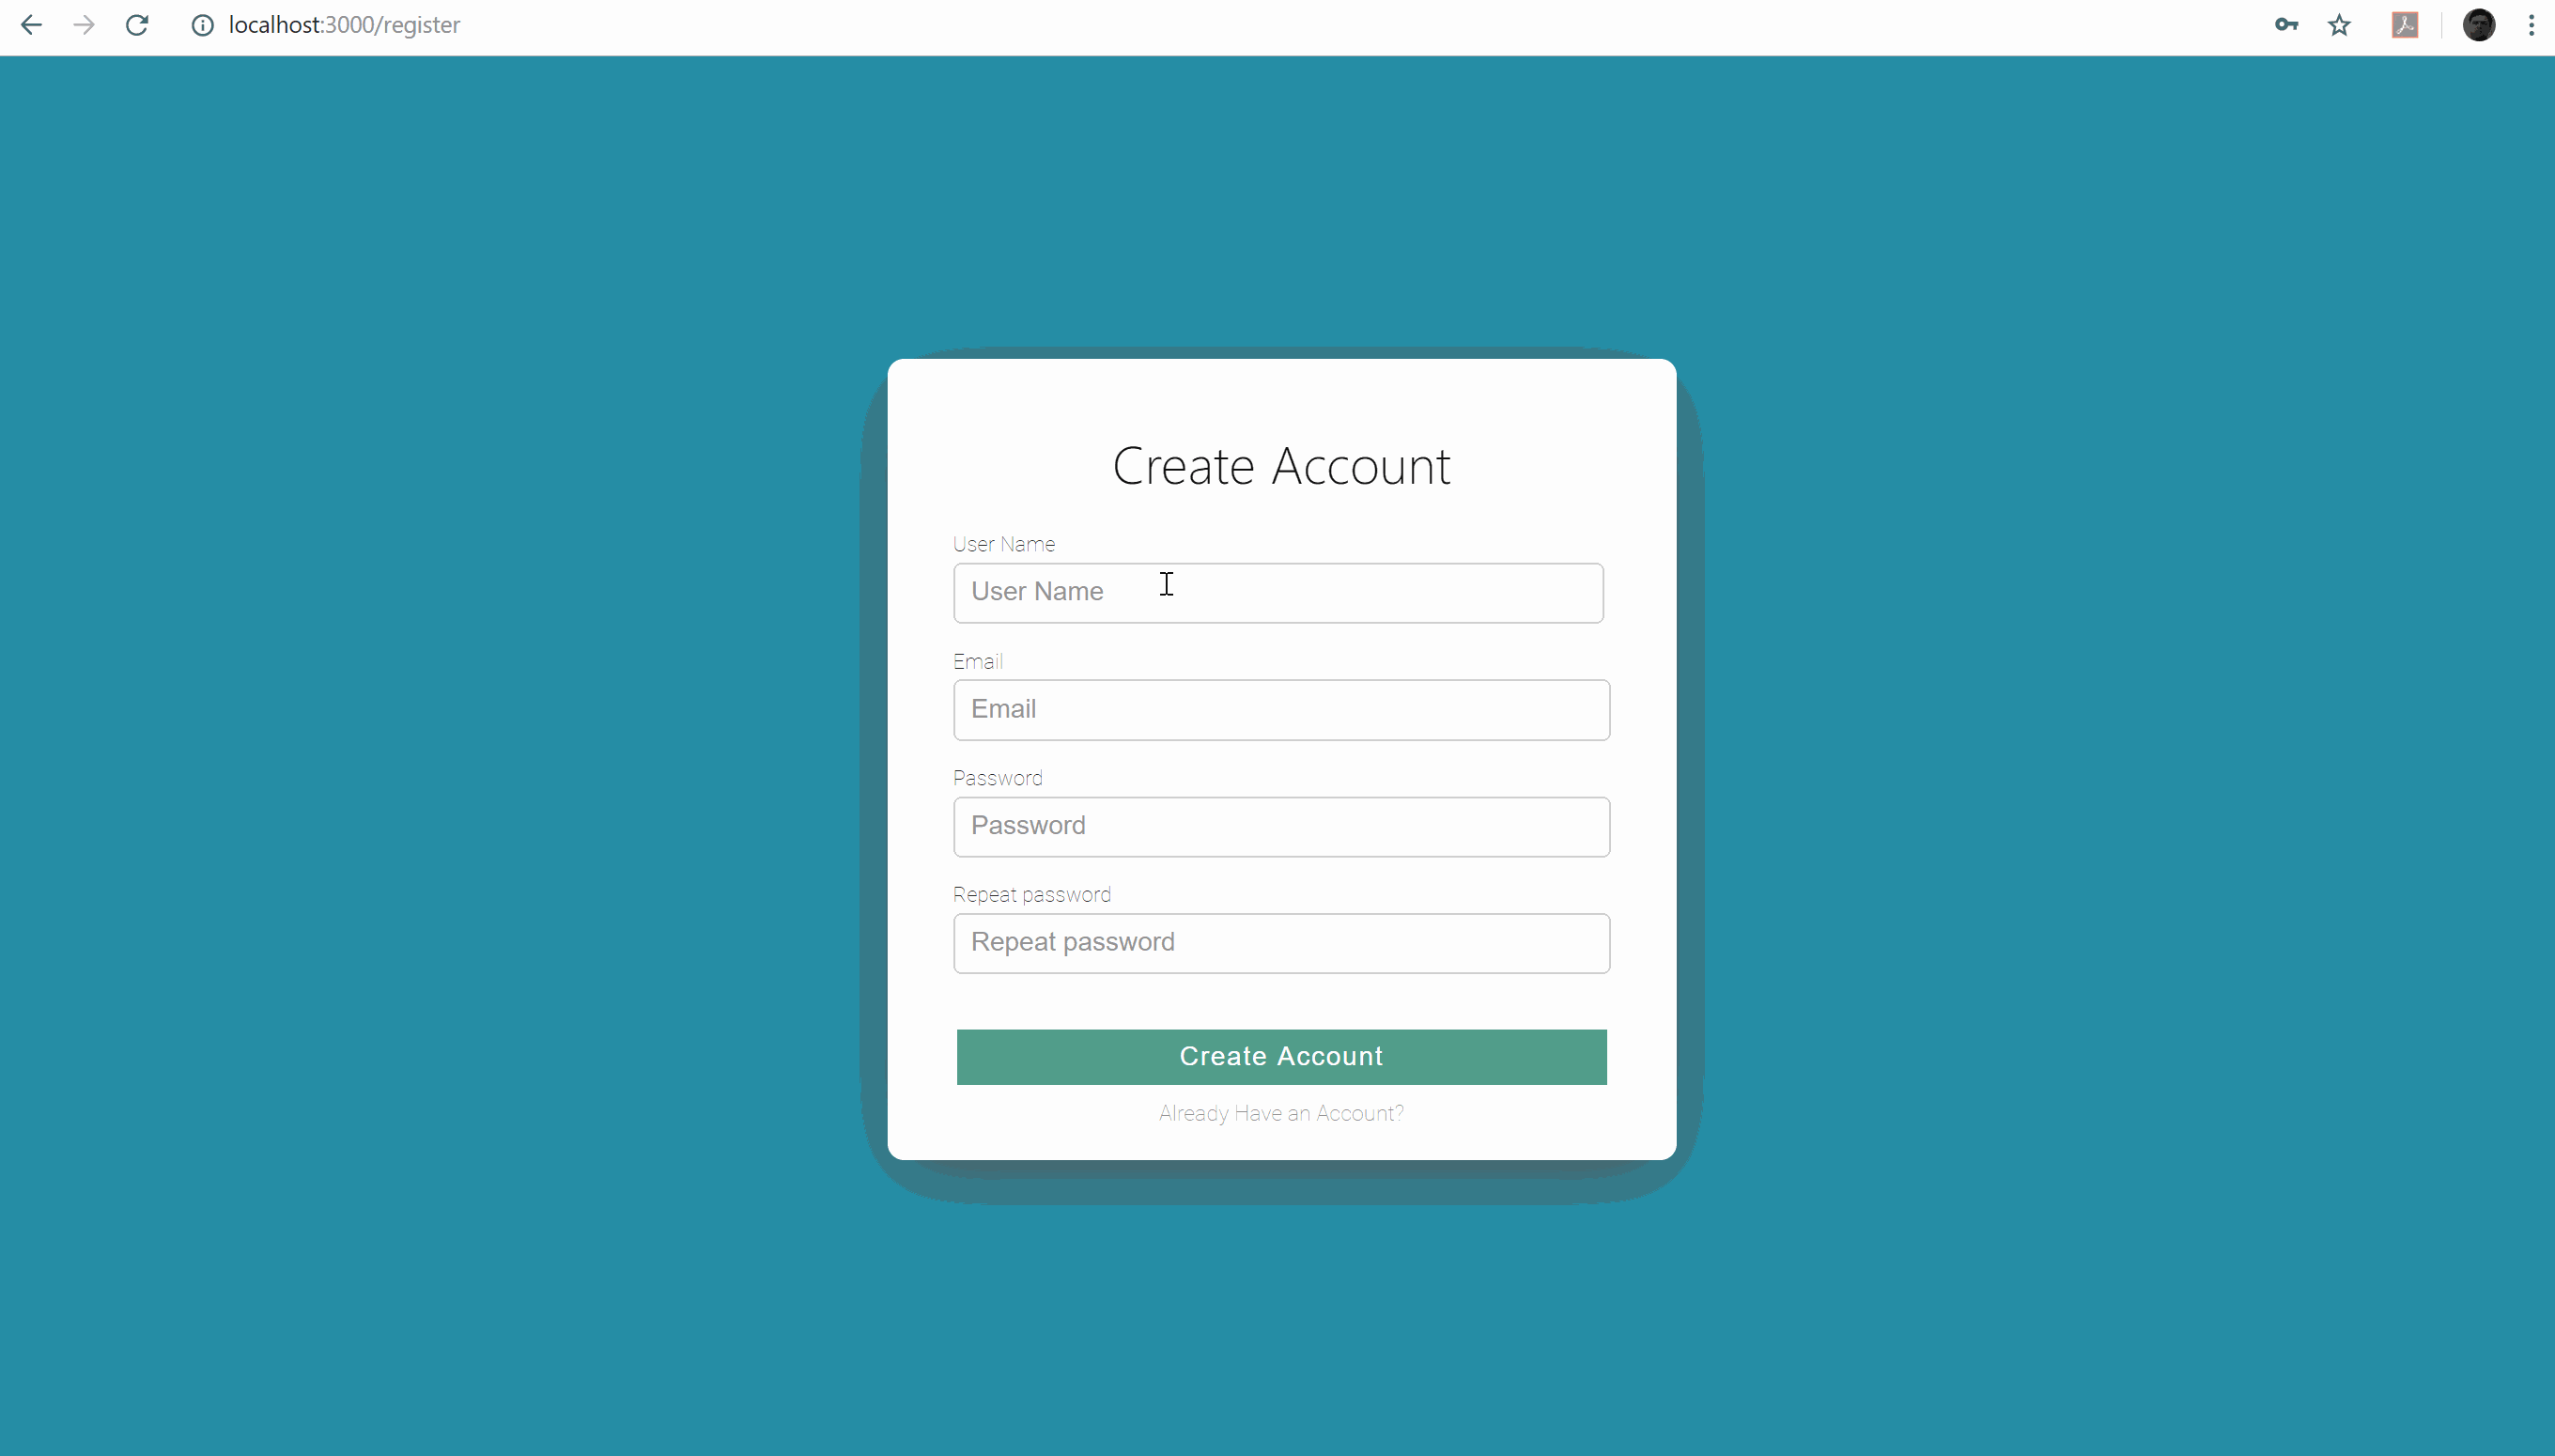 localhost:3000/register
Create Account
User Name
User Name
Email
Email
Password
Password
Repeat password
Repeat password
Create Account
Already Have an Account?